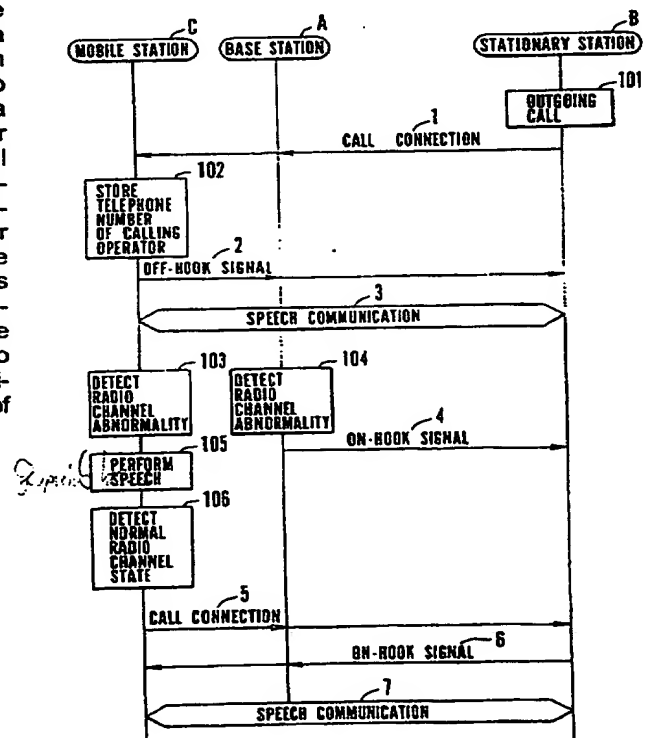 C
A
B
MOBILE STATION
BASE STATION
STATIONARY STATION
101
OUTGOING
CALL
1
CALL CONNECTION
102
STORE
TELEPHONE
NUMBER
OF CALLING
OPERATOR
2
OFF-HOOK SIGNAL
3
SPEECH COMMUNICATION
103
DETECT
RADIO
CHANNEL
ABNORMALITY
104
DETECT
RADIO
CHANNEL
ABNORMALITY
4
ON-HOOK SIGNAL
105
PERFORM
SPEECH
106
DETECT
NORMAL
RADIO
CHANNEL
STATE
5
CALL CONNECTION
6
ON-HOOK SIGNAL
7
SPEECH COMMUNICATION